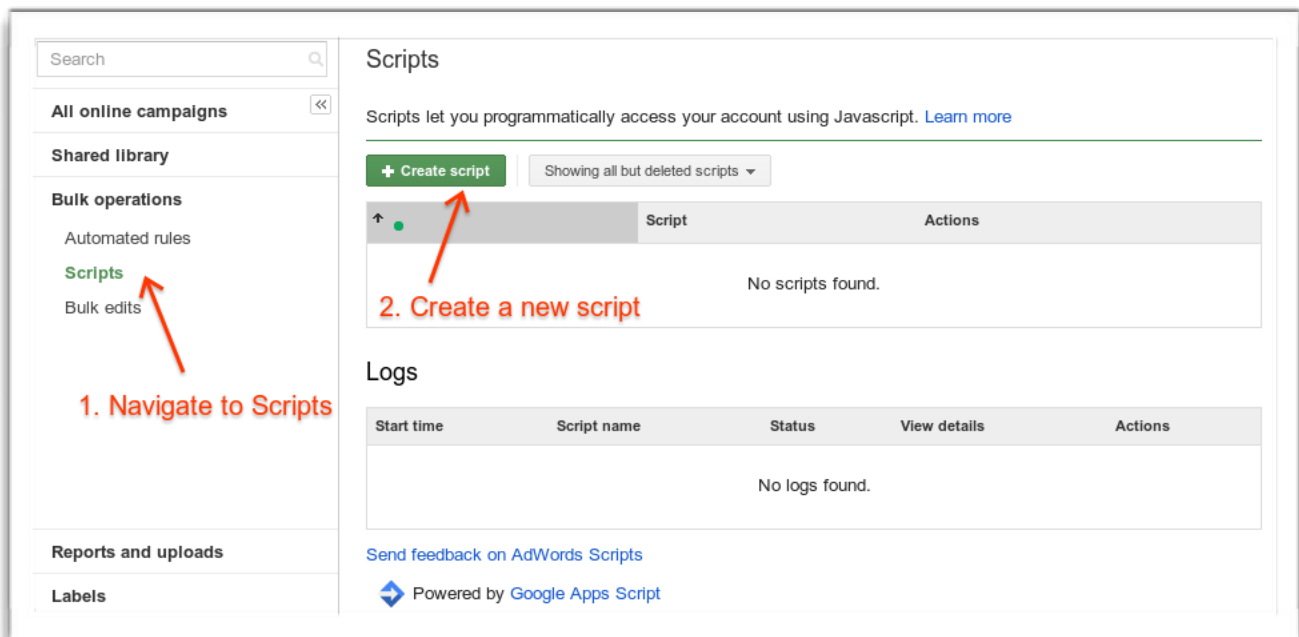 Search
All online campaigns
Shared library
Bulk operations
Automated rules
Scripts
Bulk edits
1. Navigate to Scripts
Reports and uploads
Labels
Scripts
Scripts let you programmatically access your account using Javascript. Learn more
Create script
Showing all but deleted scripts
Script Actions
No scripts found.
2. Create a new script
Logs
Start time Script name Status View details Actions
No logs found.
Send feedback on AdWords Scripts
Powered by Google Apps Script